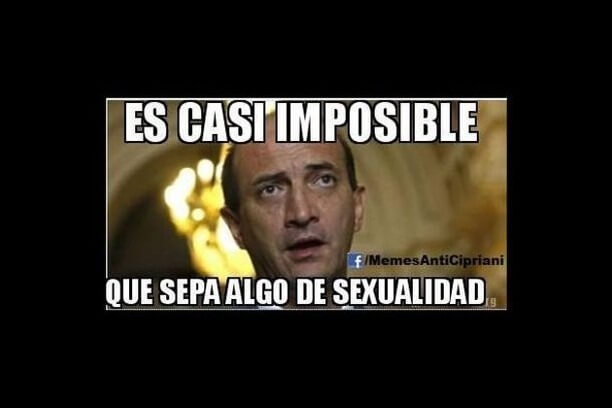 ES CASI IMPOSIBLE
f/MemesAntiCipriani
QUE SEPA ALGO DE SEXUALIDAD